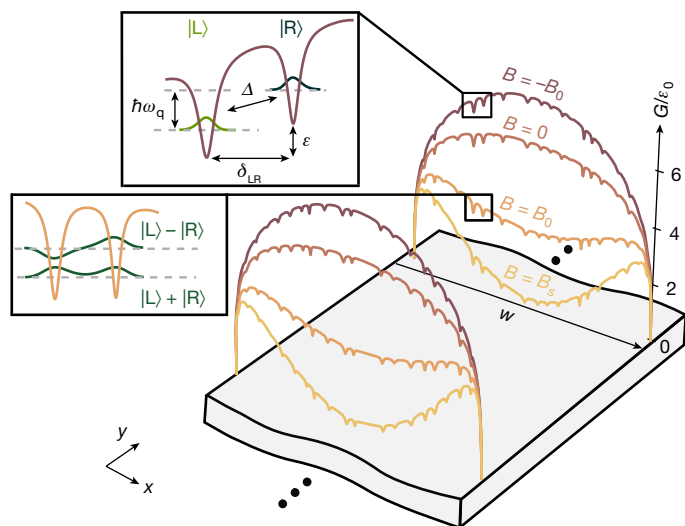 |L⟩ |R⟩
Δ
ħω_q
ε
δ_LR
B = −B_0
B = 0
B = B_0
B = B_s
G/ε_0
6
4
2
0
|L⟩ − |R⟩
|L⟩ + |R⟩
w
y
x